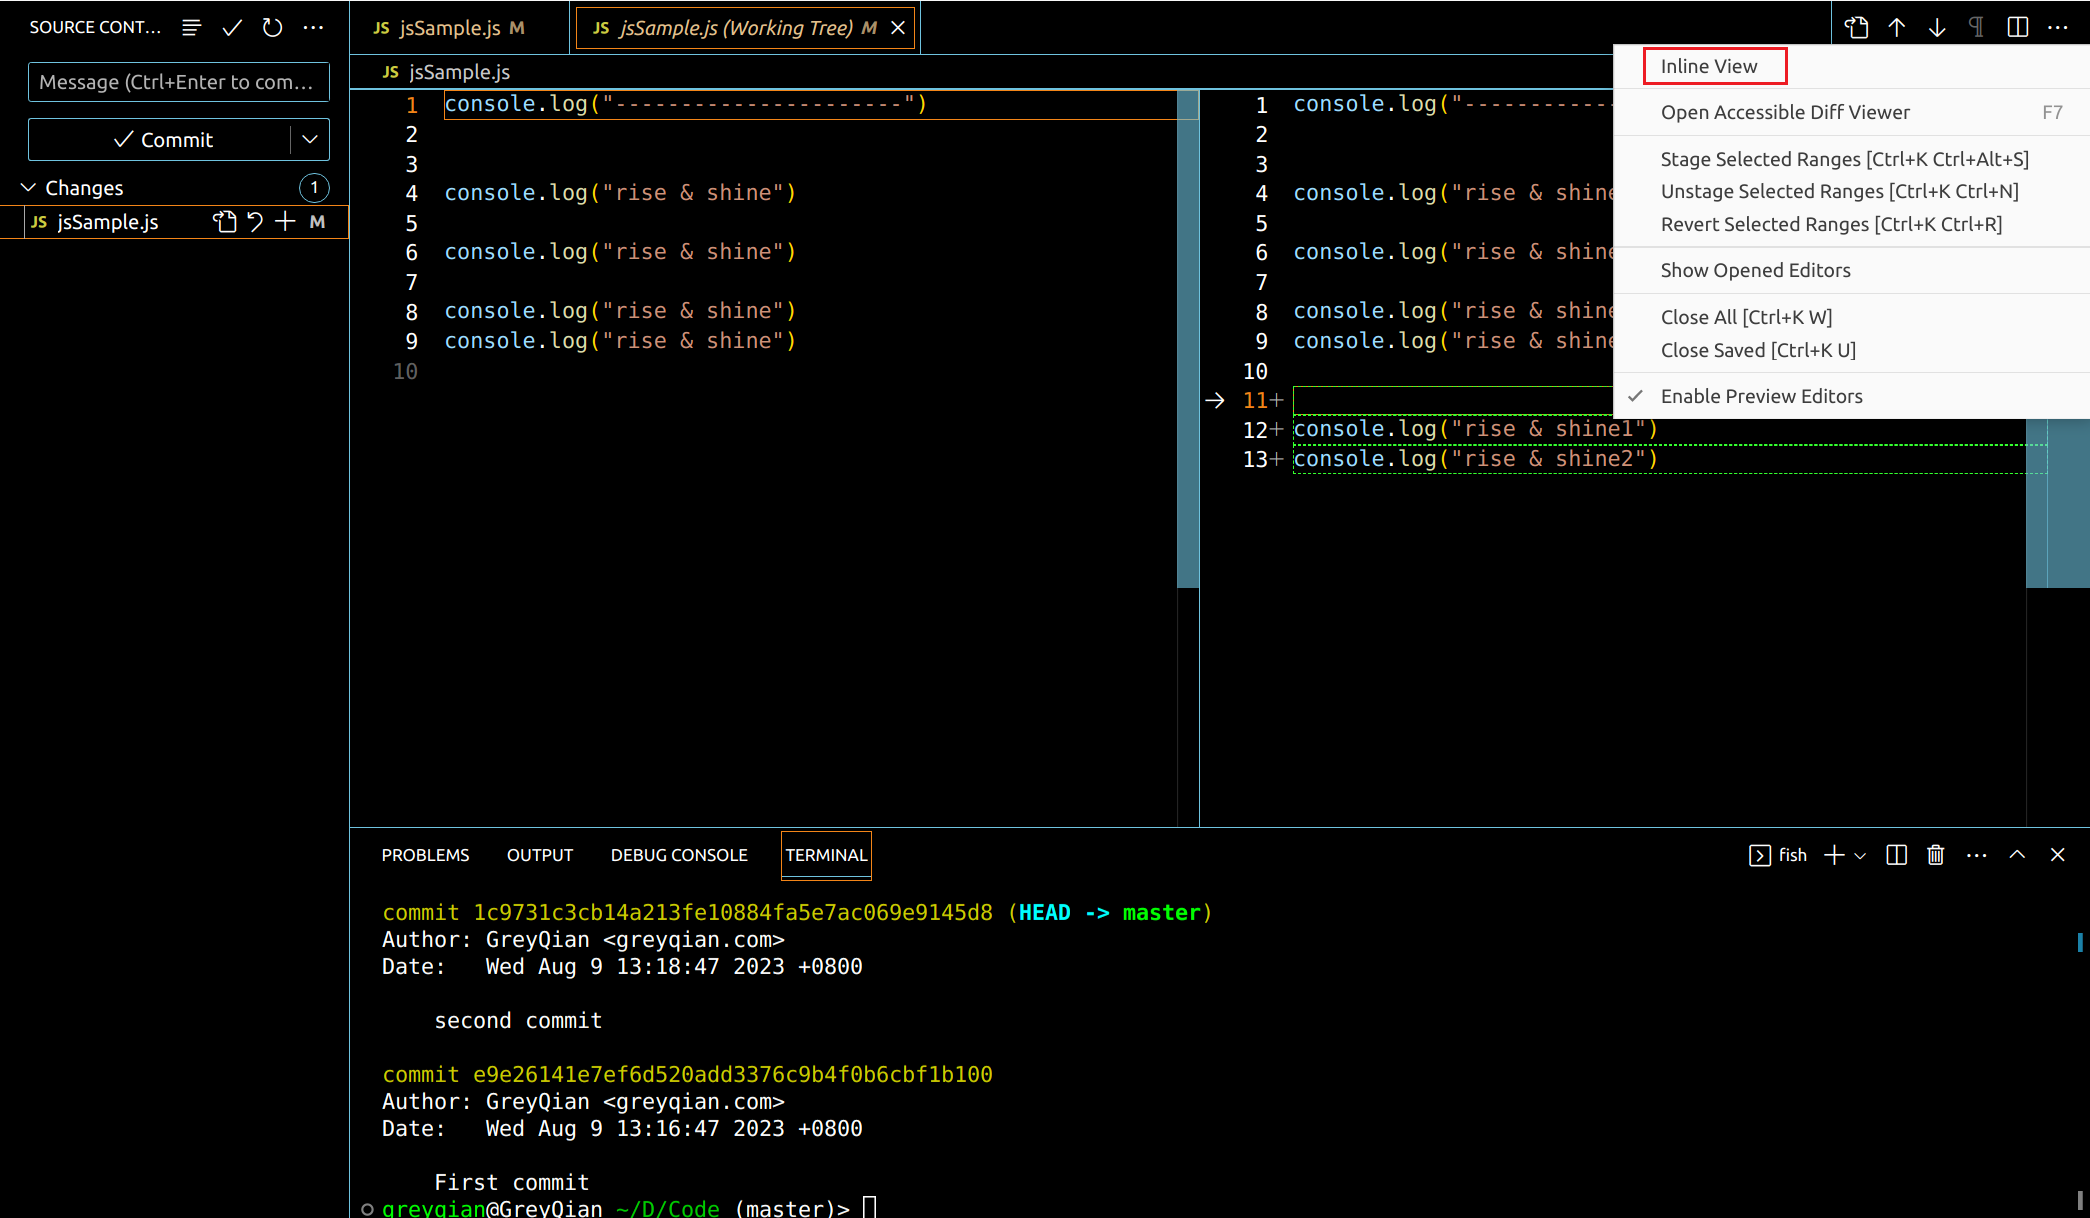 SOURCE CONT...
Message (Ctrl+Enter to com...
Commit
Changes
1
JS jsSample.js M
JS jsSample.js M
JS jsSample.js (Working Tree) M
JS jsSample.js
1 console.log("----------------------")
2
3
4 console.log("rise & shine")
5
6 console.log("rise & shine")
7
8 console.log("rise & shine")
9 console.log("rise & shine")
10
1 console.log("------------
2
3
4 console.log("rise & shine
5
6 console.log("rise & shine
7
8 console.log("rise & shine
9 console.log("rise & shine
10
11+
12+ console.log("rise & shine1")
13+ console.log("rise & shine2")
Inline View
Open Accessible Diff Viewer F7
Stage Selected Ranges [Ctrl+K Ctrl+Alt+S]
Unstage Selected Ranges [Ctrl+K Ctrl+N]
Revert Selected Ranges [Ctrl+K Ctrl+R]
Show Opened Editors
Close All [Ctrl+K W]
Close Saved [Ctrl+K U]
Enable Preview Editors
PROBLEMS OUTPUT DEBUG CONSOLE TERMINAL
fish
commit 1c9731c3cb14a213fe10884fa5e7ac069e9145d8 (HEAD -> master)
Author: GreyQian <greyqian.com>
Date:   Wed Aug 9 13:18:47 2023 +0800
second commit
commit e9e26141e7ef6d520add3376c9b4f0b6cbf1b100
Author: GreyQian <greyqian.com>
Date:   Wed Aug 9 13:16:47 2023 +0800
First commit
greyqian@GreyQian ~/D/Code (master)>